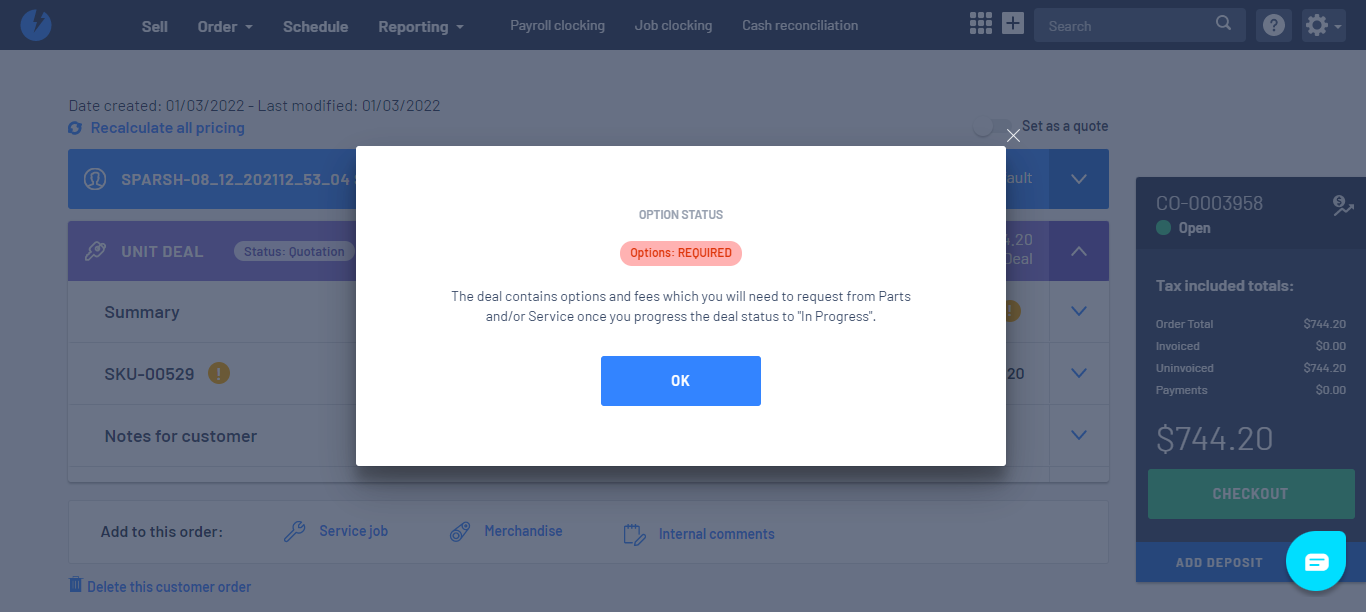 Sell
Order
Schedule
Reporting
Payroll clocking
Job clocking
Cash reconciliation
Search
Date created: 01/03/2022 - Last modified: 01/03/2022
Recalculate all pricing
Set as a quote
SPARSH-08_12_202112_53_04
ault
UNIT DEAL
Status: Quotation
4.20
Deal
Summary
!
SKU-00529 !
20
Notes for customer
OPTION STATUS
Options: REQUIRED
The deal contains options and fees which you will need to request from Parts
and/or Service once you progress the deal status to "In Progress".
OK
Add to this order:
Service job
Merchandise
Internal comments
Delete this customer order
CO-0003958
Open
Tax included totals:
Order Total $744.20
Invoiced $0.00
Uninvoiced $744.20
Payments $0.00
$744.20
CHECKOUT
ADD DEPOSIT